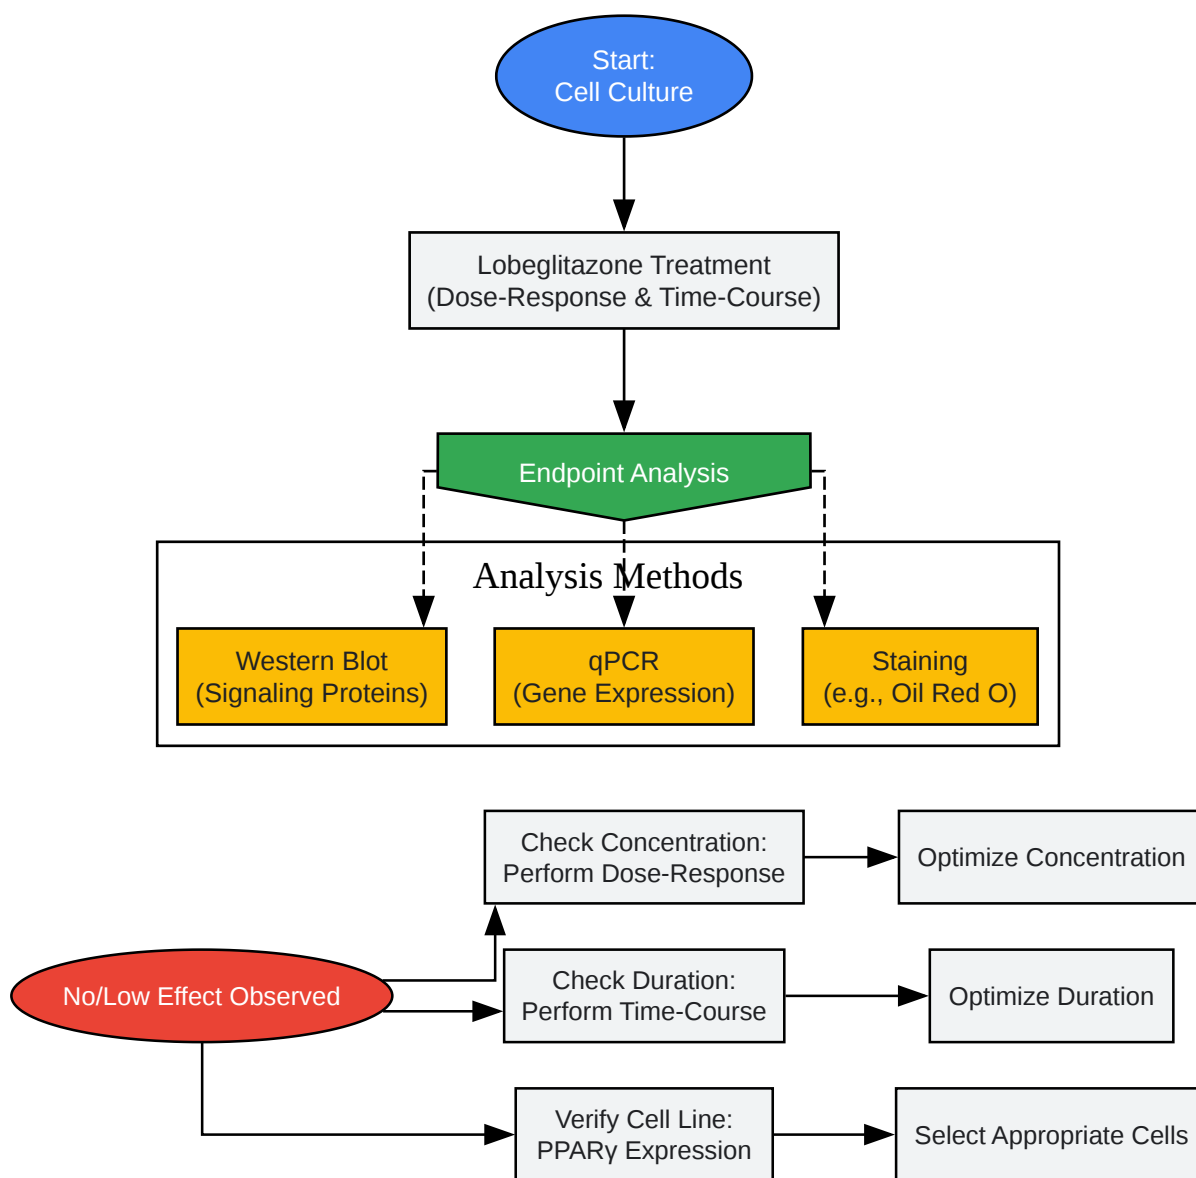 Start:
Cell Culture
Lobeglitazone Treatment
(Dose-Response & Time-Course)
Endpoint Analysis
Analysis Methods
Western Blot
(Signaling Proteins)
qPCR
(Gene Expression)
Staining
(e.g., Oil Red O)
Check Concentration:
Perform Dose-Response
Optimize Concentration
No/Low Effect Observed
Check Duration:
Perform Time-Course
Optimize Duration
Verify Cell Line:
PPARγ Expression
Select Appropriate Cells